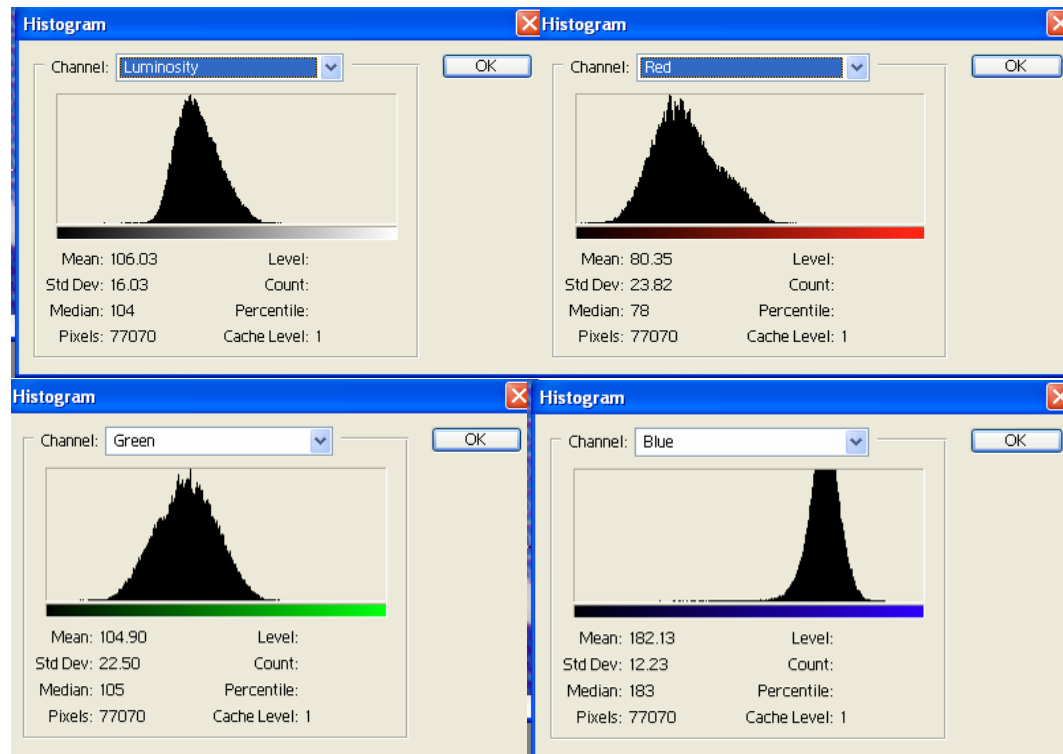 Histogram
Channel: Luminosity
OK
Mean: 106.03 Level:
Std Dev: 16.03 Count:
Median: 104 Percentile:
Pixels: 77070 Cache Level: 1
Histogram
Channel: Red
OK
Mean: 80.35 Level:
Std Dev: 23.82 Count:
Median: 78 Percentile:
Pixels: 77070 Cache Level: 1
Histogram
Channel: Green
OK
Mean: 104.90 Level:
Std Dev: 22.50 Count:
Median: 105 Percentile:
Pixels: 77070 Cache Level: 1
Histogram
Channel: Blue
OK
Mean: 182.13 Level:
Std Dev: 12.23 Count:
Median: 183 Percentile:
Pixels: 77070 Cache Level: 1